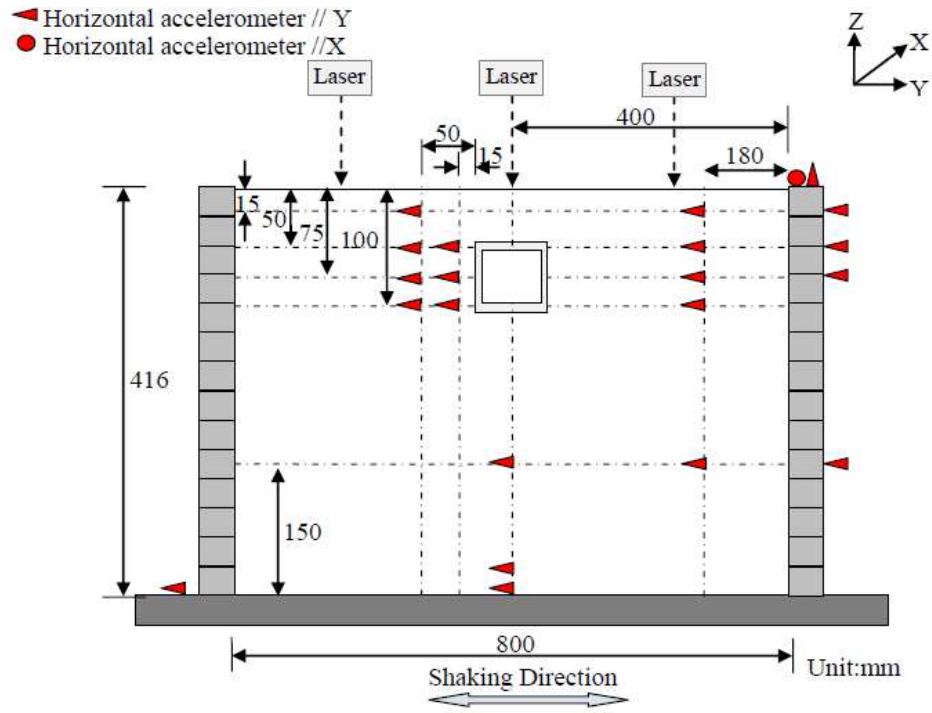 Horizontal accelerometer // Y
Horizontal accelerometer //X
Z
X
Y
Laser
Laser
Laser
400
50
15
180
15
50
75
100
416
150
800
Unit:mm
Shaking Direction